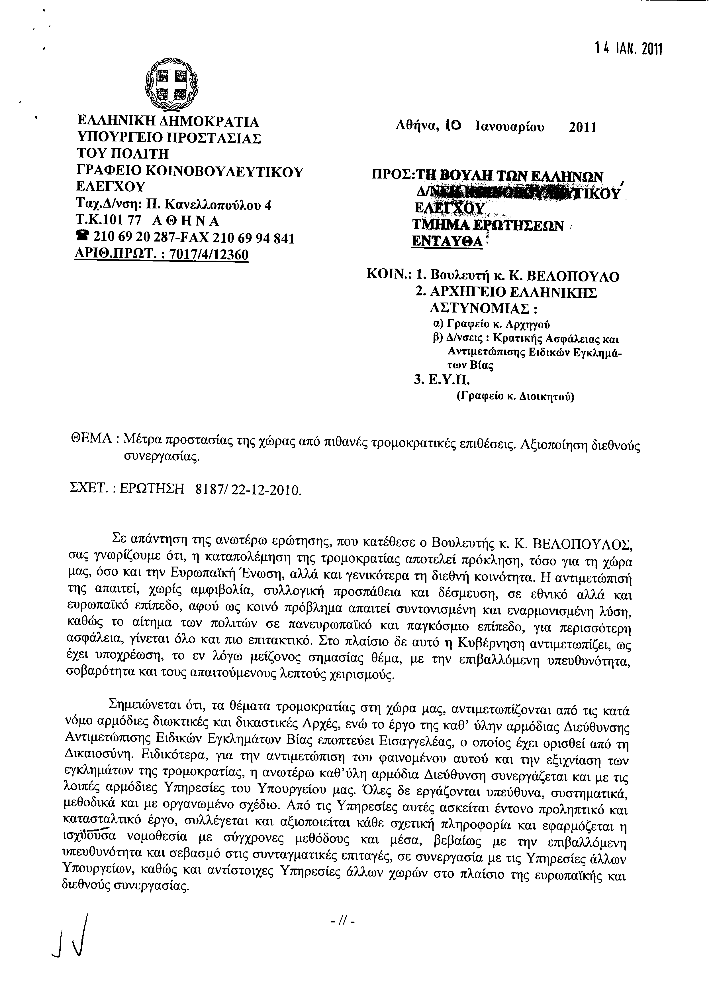 14 ΙΑΝ. 2011
ΕΛΛΗΝΙΚΗ ΔΗΜΟΚΡΑΤΙΑ
ΥΠΟΥΡΓΕΙΟ ΠΡΟΣΤΑΣΙΑΣ
ΤΟΥ ΠΟΛΙΤΗ
ΓΡΑΦΕΙΟ ΚΟΙΝΟΒΟΥΛΕΥΤΙΚΟΥ
ΕΛΕΓΧΟΥ
Ταχ.Δ/νση: Π. Κανελλοπούλου 4
Τ.Κ.101 77 Α Θ Η Ν Α
☎ 210 69 20 287-FAX 210 69 94 841
ΑΡΙΘ.ΠΡΩΤ. : 7017/4/12360
Αθήνα, 10 Ιανουαρίου 2011
ΠΡΟΣ:ΤΗ ΒΟΥΛΗ ΤΩΝ ΕΛΛΗΝΩΝ
Δ/ΝΣΗ ΚΟΙΝΟΒΟΥΛΕΥΤΙΚΟΥ
ΕΛΕΓΧΟΥ
ΤΜΗΜΑ ΕΡΩΤΗΣΕΩΝ
ΕΝΤΑΥΘΑ
ΚΟΙΝ.: 1. Βουλευτή κ. Κ. ΒΕΛΟΠΟΥΛΟ
2. ΑΡΧΗΓΕΙΟ ΕΛΛΗΝΙΚΗΣ
ΑΣΤΥΝΟΜΙΑΣ :
α) Γραφείο κ. Αρχηγού
β) Δ/νσεις : Κρατικής Ασφάλειας και
Αντιμετώπισης Ειδικών Εγκλημά-
των Βίας
3. Ε.Υ.Π.
(Γραφείο κ. Διοικητού)
ΘΕΜΑ : Μέτρα προστασίας της χώρας από πιθανές τρομοκρατικές επιθέσεις. Αξιοποίηση διεθνούς
συνεργασίας.
ΣΧΕΤ. : ΕΡΩΤΗΣΗ 8187/ 22-12-2010.
Σε απάντηση της ανωτέρω ερώτησης, που κατέθεσε ο Βουλευτής κ. Κ. ΒΕΛΟΠΟΥΛΟΣ,
σας γνωρίζουμε ότι, η καταπολέμηση της τρομοκρατίας αποτελεί πρόκληση, τόσο για τη χώρα
μας, όσο και την Ευρωπαϊκή Ένωση, αλλά και γενικότερα τη διεθνή κοινότητα. Η αντιμετώπισή
της απαιτεί, χωρίς αμφιβολία, συλλογική προσπάθεια και δέσμευση, σε εθνικό αλλά και
ευρωπαϊκό επίπεδο, αφού ως κοινό πρόβλημα απαιτεί συντονισμένη και εναρμονισμένη λύση,
καθώς το αίτημα των πολιτών σε πανευρωπαϊκό και παγκόσμιο επίπεδο, για περισσότερη
ασφάλεια, γίνεται όλο και πιο επιτακτικό. Στο πλαίσιο δε αυτό η Κυβέρνηση αντιμετωπίζει, ως
έχει υποχρέωση, το εν λόγω μείζονος σημασίας θέμα, με την επιβαλλόμενη υπευθυνότητα,
σοβαρότητα και τους απαιτούμενους λεπτούς χειρισμούς.
Σημειώνεται ότι, τα θέματα τρομοκρατίας στη χώρα μας, αντιμετωπίζονται από τις κατά
νόμο αρμόδιες διωκτικές και δικαστικές Αρχές, ενώ το έργο της καθ’ ύλην αρμόδιας Διεύθυνσης
Αντιμετώπισης Ειδικών Εγκλημάτων Βίας εποπτεύει Εισαγγελέας, ο οποίος έχει ορισθεί από τη
Δικαιοσύνη. Ειδικότερα, για την αντιμετώπιση του φαινομένου αυτού και την εξιχνίαση των
εγκλημάτων της τρομοκρατίας, η ανωτέρω καθ’ύλη αρμόδια Διεύθυνση συνεργάζεται και με τις
λοιπές αρμόδιες Υπηρεσίες του Υπουργείου μας. Όλες δε εργάζονται υπεύθυνα, συστηματικά,
μεθοδικά και με οργανωμένο σχέδιο. Από τις Υπηρεσίες αυτές ασκείται έντονο προληπτικό και
κατασταλτικό έργο, συλλέγεται και αξιοποιείται κάθε σχετική πληροφορία και εφαρμόζεται η
ισχύουσα νομοθεσία με σύγχρονες μεθόδους και μέσα, βεβαίως με την επιβαλλόμενη
υπευθυνότητα και σεβασμό στις συνταγματικές επιταγές, σε συνεργασία με τις Υπηρεσίες άλλων
Υπουργείων, καθώς και αντίστοιχες Υπηρεσίες άλλων χωρών στο πλαίσιο της ευρωπαϊκής και
διεθνούς συνεργασίας.
- // -